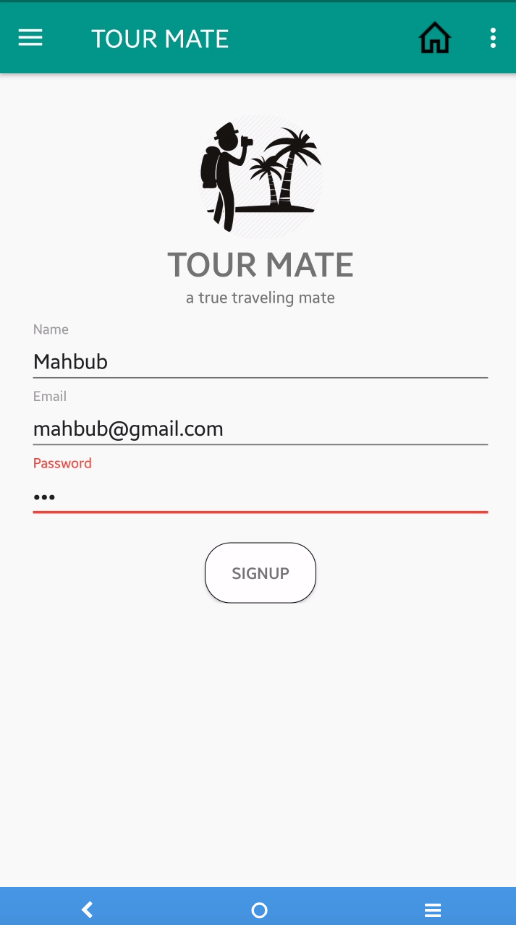 TOUR MATE
TOUR MATE
a true traveling mate
Name
Mahbub
Email
mahbub@gmail.com
Password
•••
SIGNUP